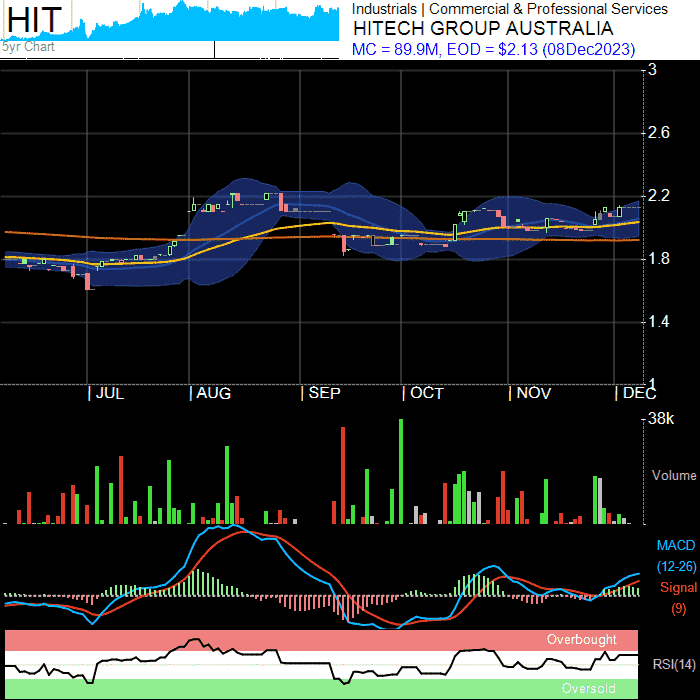 HIT
5yr Chart
Industrials | Commercial & Professional Services
HITECH GROUP AUSTRALIA
MC = 89.9M, EOD = $2.13 (08Dec2023)
3
2.6
2.2
1.8
1.4
1
| JUL | AUG | SEP | OCT | NOV | DEC
38k
Volume
MACD
(12-26)
Signal
(9)
Overbought
RSI(14)
Oversold